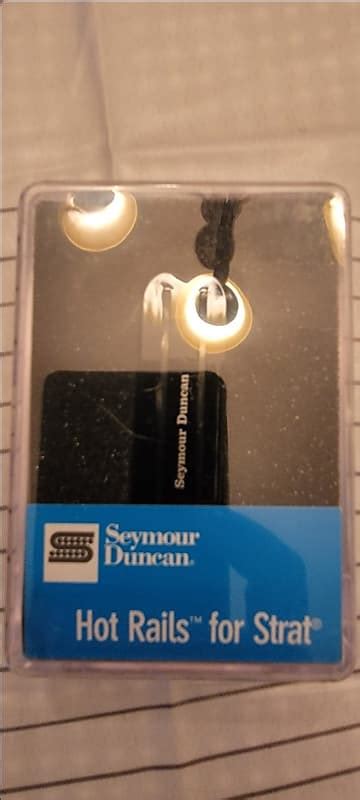 Seymour Duncan
Seymour
Duncan®
Hot Rails™ for Strat®